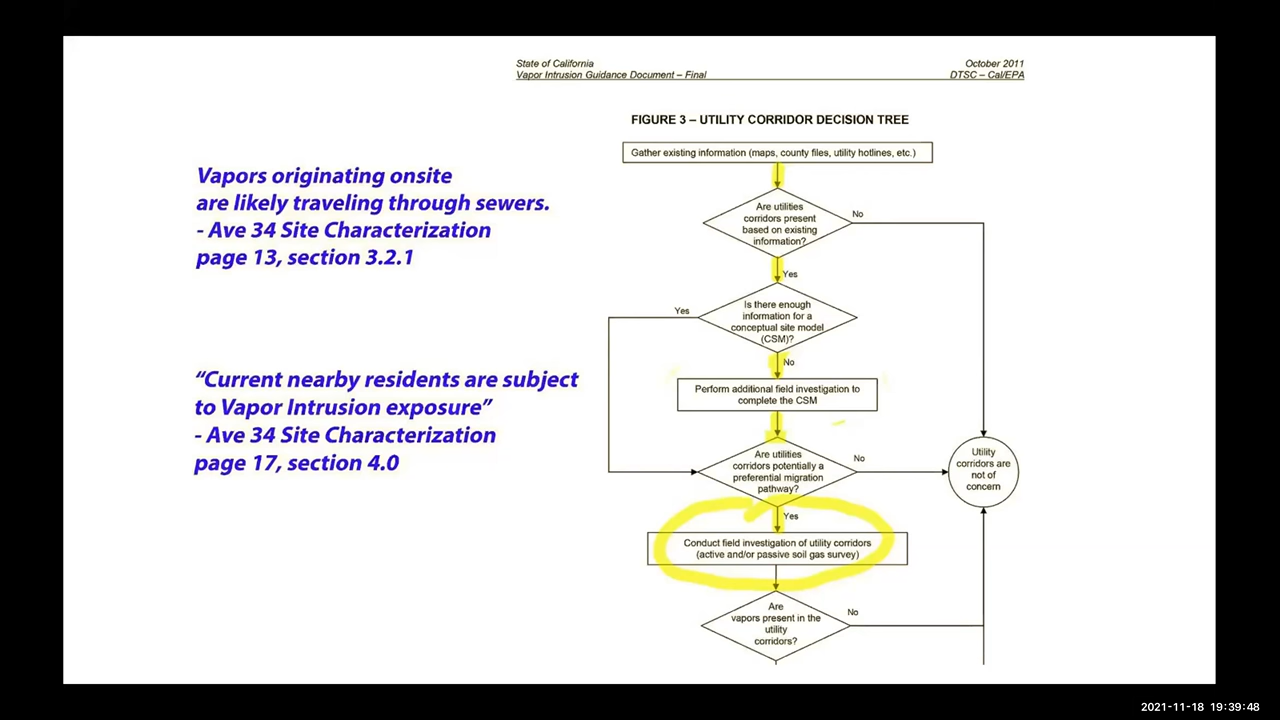 State of California
Vapor Intrusion Guidance Document – Final
October 2011
DTSC – Cal/EPA
FIGURE 3 – UTILITY CORRIDOR DECISION TREE
Vapors originating onsite
are likely traveling through sewers.
- Ave 34 Site Characterization
page 13, section 3.2.1
“Current nearby residents are subject
to Vapor Intrusion exposure”
- Ave 34 Site Characterization
page 17, section 4.0
Gather existing information (maps, county files, utility hotlines, etc.)
Are utilities
corridors present
based on existing
information?
No
Yes
Is there enough
information for a
conceptual site model
(CSM)?
Yes
No
Perform additional field investigation to
complete the CSM
Are utilities
corridors potentially a
preferential migration
pathway?
No
Utility
corridors are
not of
concern
Yes
Conduct field investigation of utility corridors
(active and/or passive soil gas survey)
Are
vapors present in the
utility
corridors?
No
2021-11-18 19:39:48